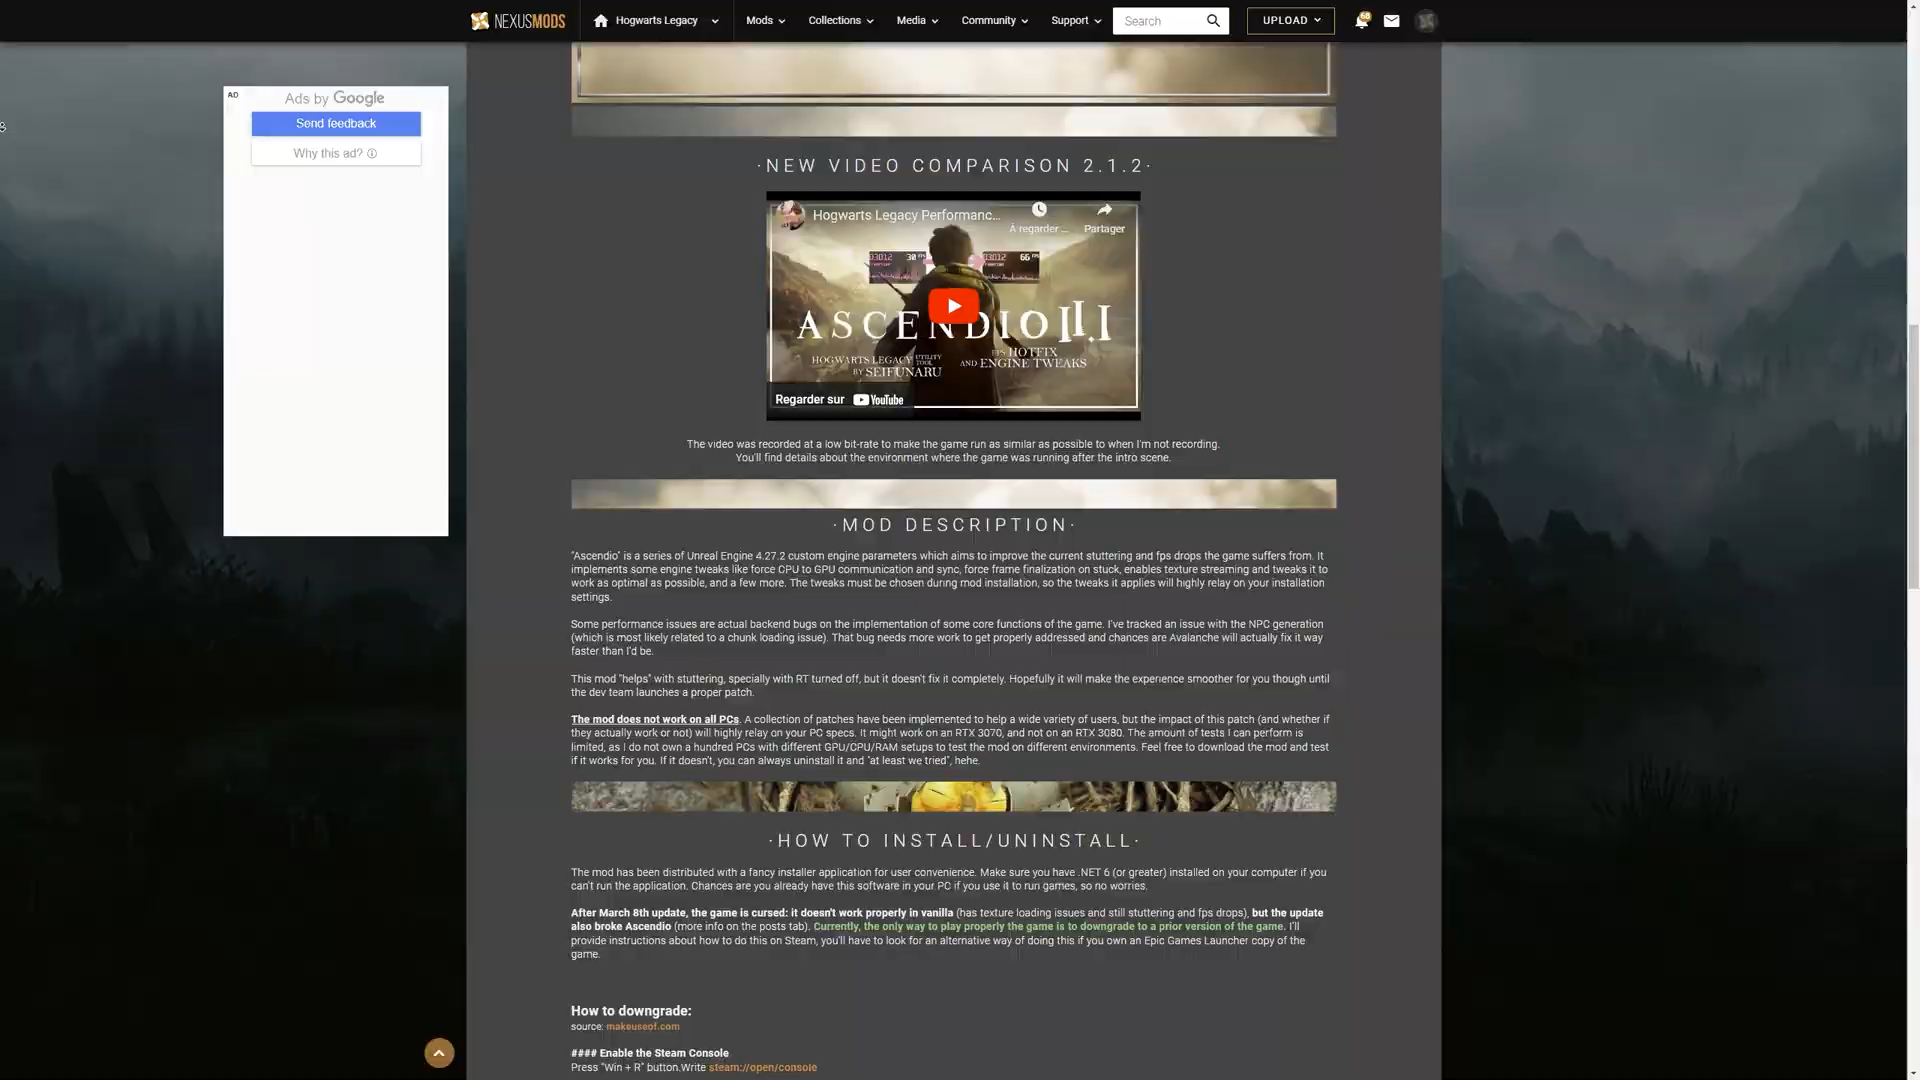 NEXUSMODS
Hogwarts Legacy
Mods
Collections
Media
Community
Support
Search
UPLOAD
68
AD
Ads by Google
Send feedback
Why this ad?
·NEW VIDEO COMPARISON 2.1.2·
Hogwarts Legacy Performanc...
À regarder ...
Partager
30
66
ASCENDIO III
HOGWARTS LEGACY UTILITY TOOL
BY SEIFUNARU
FPS HOTFIX
AND ENGINE TWEAKS
Regarder sur YouTube
The video was recorded at a low bit-rate to make the game run as similar as possible to when I'm not recording.
You'll find details about the environment where the game was running after the intro scene.
·MOD DESCRIPTION·
"Ascendio" is a series of Unreal Engine 4.27.2 custom engine parameters which aims to improve the current stuttering and fps drops the game suffers from. It
implements some engine tweaks like force CPU to GPU communication and sync, force frame finalization on stuck, enables texture streaming and tweaks it to
work as optimal as possible, and a few more. The tweaks must be chosen during mod installation, so the tweaks it applies will highly relay on your installation
settings.
Some performance issues are actual backend bugs on the implementation of some core functions of the game. I've tracked an issue with the NPC generation
(which is most likely related to a chunk loading issue). That bug needs more work to get properly addressed and chances are Avalanche will actually fix it way
faster than I'd be.
This mod "helps" with stuttering, specially with RT turned off, but it doesn't fix it completely. Hopefully it will make the experience smoother for you though until
the dev team launches a proper patch.
The mod does not work on all PCs. A collection of patches have been implemented to help a wide variety of users, but the impact of this patch (and whether if
they actually work or not) will highly relay on your PC specs. It might work on an RTX 3070, and not on an RTX 3080. The amount of tests I can perform is
limited, as I do not own a hundred PCs with different GPU/CPU/RAM setups to test the mod on different environments. Feel free to download the mod and test
if it works for you. If it doesn't, you can always uninstall it and "at least we tried", hehe.
·HOW TO INSTALL/UNINSTALL·
The mod has been distributed with a fancy installer application for user convenience. Make sure you have .NET 6 (or greater) installed on your computer if you
can't run the application. Chances are you already have this software in your PC if you use it to run games, so no worries.
After March 8th update, the game is cursed: it doesn't work properly in vanilla (has texture loading issues and still stuttering and fps drops), but the update
also broke Ascendio (more info on the posts tab). Currently, the only way to play properly the game is to downgrade to a prior version of the game. I'll
provide instructions about how to do this on Steam, you'll have to look for an alternative way of doing this if you own an Epic Games Launcher copy of the
game.
How to downgrade:
source: makeuseof.com
#### Enable the Steam Console
Press "Win + R" button.Write steam://open/console